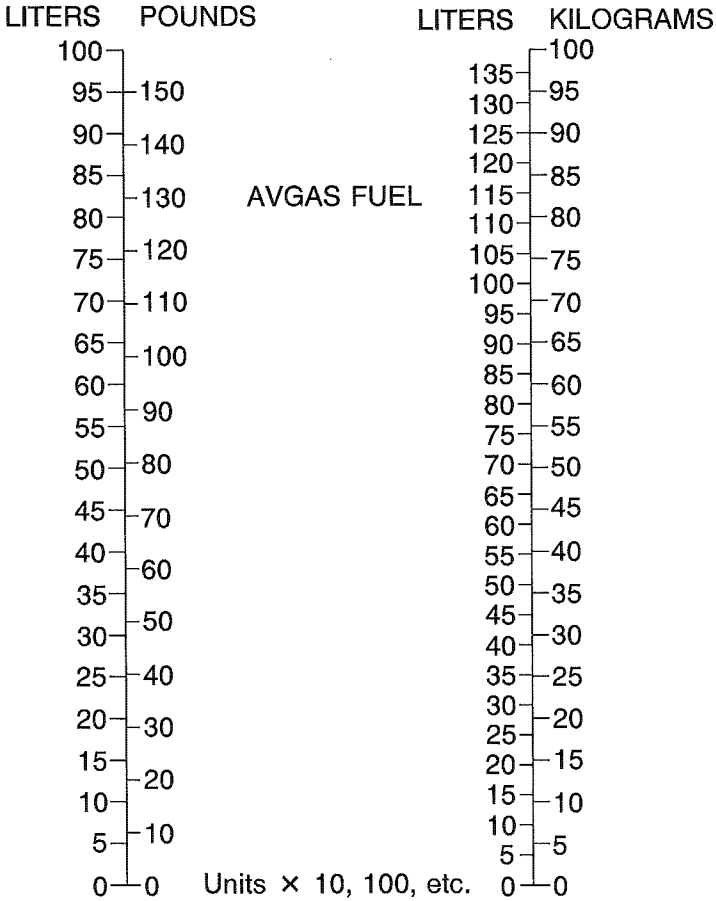 LITERS POUNDS LITERS KILOGRAMS
100 100
135
95 150 95
130
90 125 90
140
120
85 85
130 AVGAS FUEL 115
80 110 80
120
75 105 75
100
70 110 70
95
65 90 65
100
85
60 60
80
55 90 55
75
50 80 70 50
65
45 70 45
60
40 55 40
60
50
35 35
50 45
30 30
40
25 40 35 25
30
20 30 20
25
15 20 15
20
10 15 10
10 10
5 5
5
0 0 Units × 10, 100, etc. 0 0